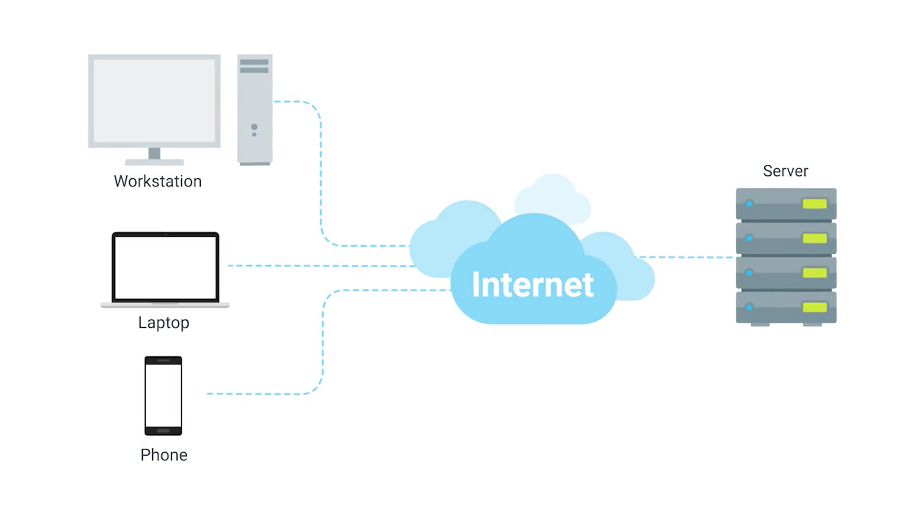 Workstation
Laptop
Phone
Internet
Server